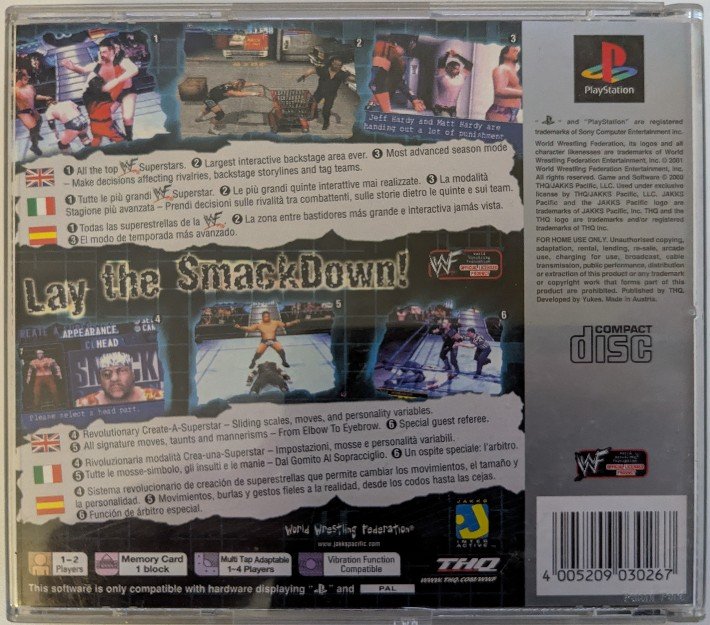 1
2
3
Jeff Hardy and Matt Hardy are
handing out a lot of punishment
1 All the top WF Superstars. 2 Largest interactive backstage area ever. 3 Most advanced season mode
– Make decisions affecting rivalries, backstage storylines and tag teams.
1 Tutte le più grandi WF Superstar. 2 Le più grandi quinte interattive mai realizzate. 3 La modalità
Stagione più avanzata – Prendi decisioni sulle rivalità tra combattenti, sulle storie dietro le quinte e sui team.
1 Todas las superestrellas de la WF. 2 La zona entre bastidores más grande e interactiva jamás vista.
3 El modo de temporada más avanzado.
Lay the SmackDown!
WF
World
Wrestling
Federation
OFFICIAL LICENSED
PRODUCT
4
5
6
CREATE A APPEARANCE
HEAD
SMACK
Please select a head part.
4 Revolutionary Create-A-Superstar – Sliding scales, moves, and personality variables.
5 All signature moves, taunts and mannerisms – From Elbow To Eyebrow. 6 Special guest referee.
4 Rivoluzionaria modalità Crea-una-Superstar – Impostazioni, mosse e personalità variabili.
5 Tutte le mosse-simbolo, gli insulti e le manie – Dai Gomito Al Sopracciglio. 6 Un ospite speciale: l'arbitro.
4 Sistema revolucionario de creación de superestrellas que permite cambiar los movimientos, el tamaño y
la personalidad. 5 Movimientos, burlas y gestos fieles a la realidad, desde los codos hasta las cejas.
6 Función de árbitro especial.
World Wrestling Federation®
www.jakkspacific.com
JAKKS
INTER
ACTIVE™
1–2
Players
Memory Card
1 block
Multi Tap Adaptable
1–4 Players
Vibration Function
Compatible
THQ
WWW.THQ.COM/WWF
This software is only compatible with hardware displaying " PS " and PAL
PlayStation
" PS " and "PlayStation" are registered
trademarks of Sony Computer Entertainment Inc.
World Wrestling Federation, its logos and all
character likenesses are trademarks of World
Wrestling Federation Entertainment, Inc. © 2001
World Wrestling Federation Entertainment, Inc.
All rights reserved. Game and Software © 2000
THQ/JAKKS Pacific, LLC. Used under exclusive
license by THQ/JAKKS Pacific, LLC. JAKKS
Pacific and the JAKKS Pacific logo are
trademarks of JAKKS Pacific, Inc. THQ and the
THQ logo are trademarks and/or registered
trademarks of THQ Inc.
FOR HOME USE ONLY. Unauthorised copying,
adaptation, rental, lending, re-sale, arcade
use, charging for use, broadcast, cable
transmission, public performance, distribution
or extraction of this product or any trademark
or copyright work that forms part of this
product are prohibited. Published by THQ.
Developed by Yukes. Made in Austria.
COMPACT
disc
WF
OFFICIAL LICENSED
PRODUCT
4 005209 030267